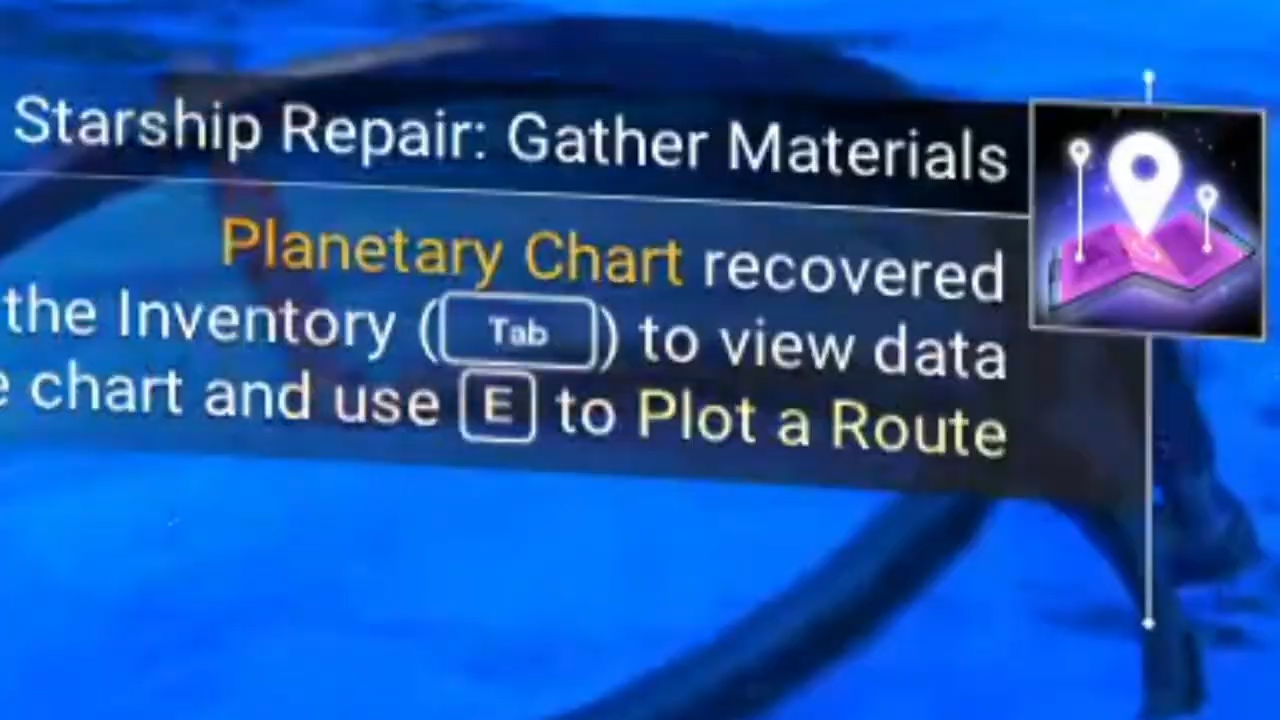 Starship Repair: Gather Materials
Planetary Chart recovered
the Inventory (Tab) to view data
chart and use E to Plot a Route